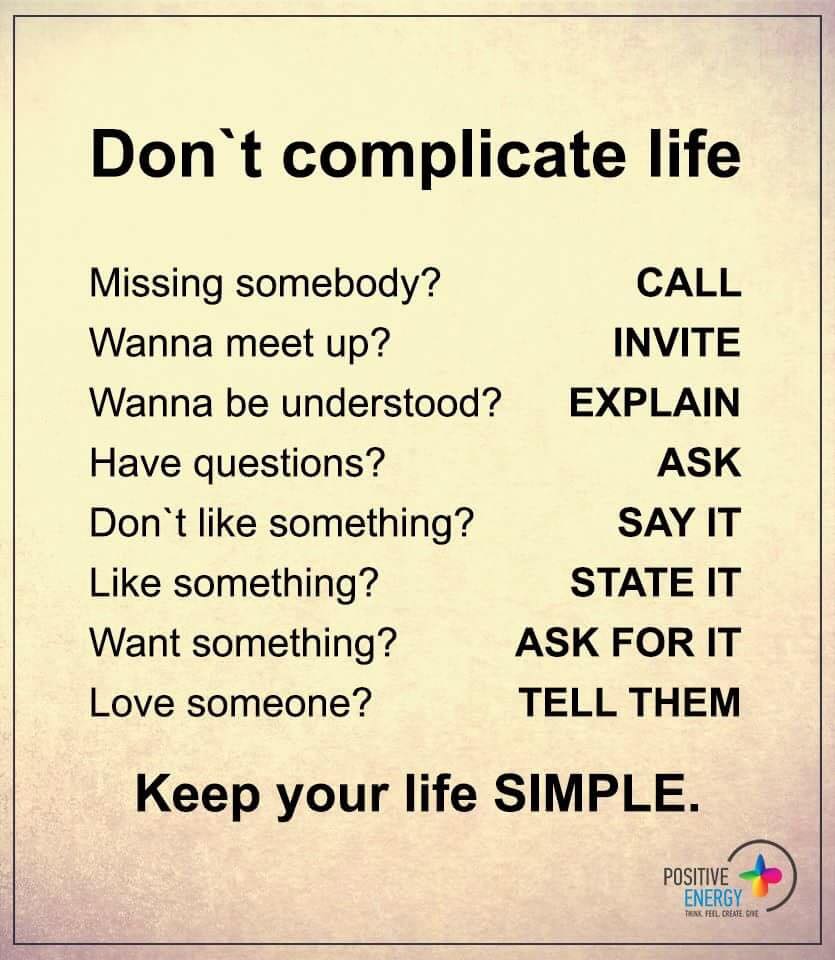 Don`t complicate life
Missing somebody? CALL
Wanna meet up? INVITE
Wanna be understood? EXPLAIN
Have questions? ASK
Don`t like something? SAY IT
Like something? STATE IT
Want something? ASK FOR IT
Love someone? TELL THEM
Keep your life SIMPLE.
POSITIVE
ENERGY
THINK. FEEL. CREATE. GIVE